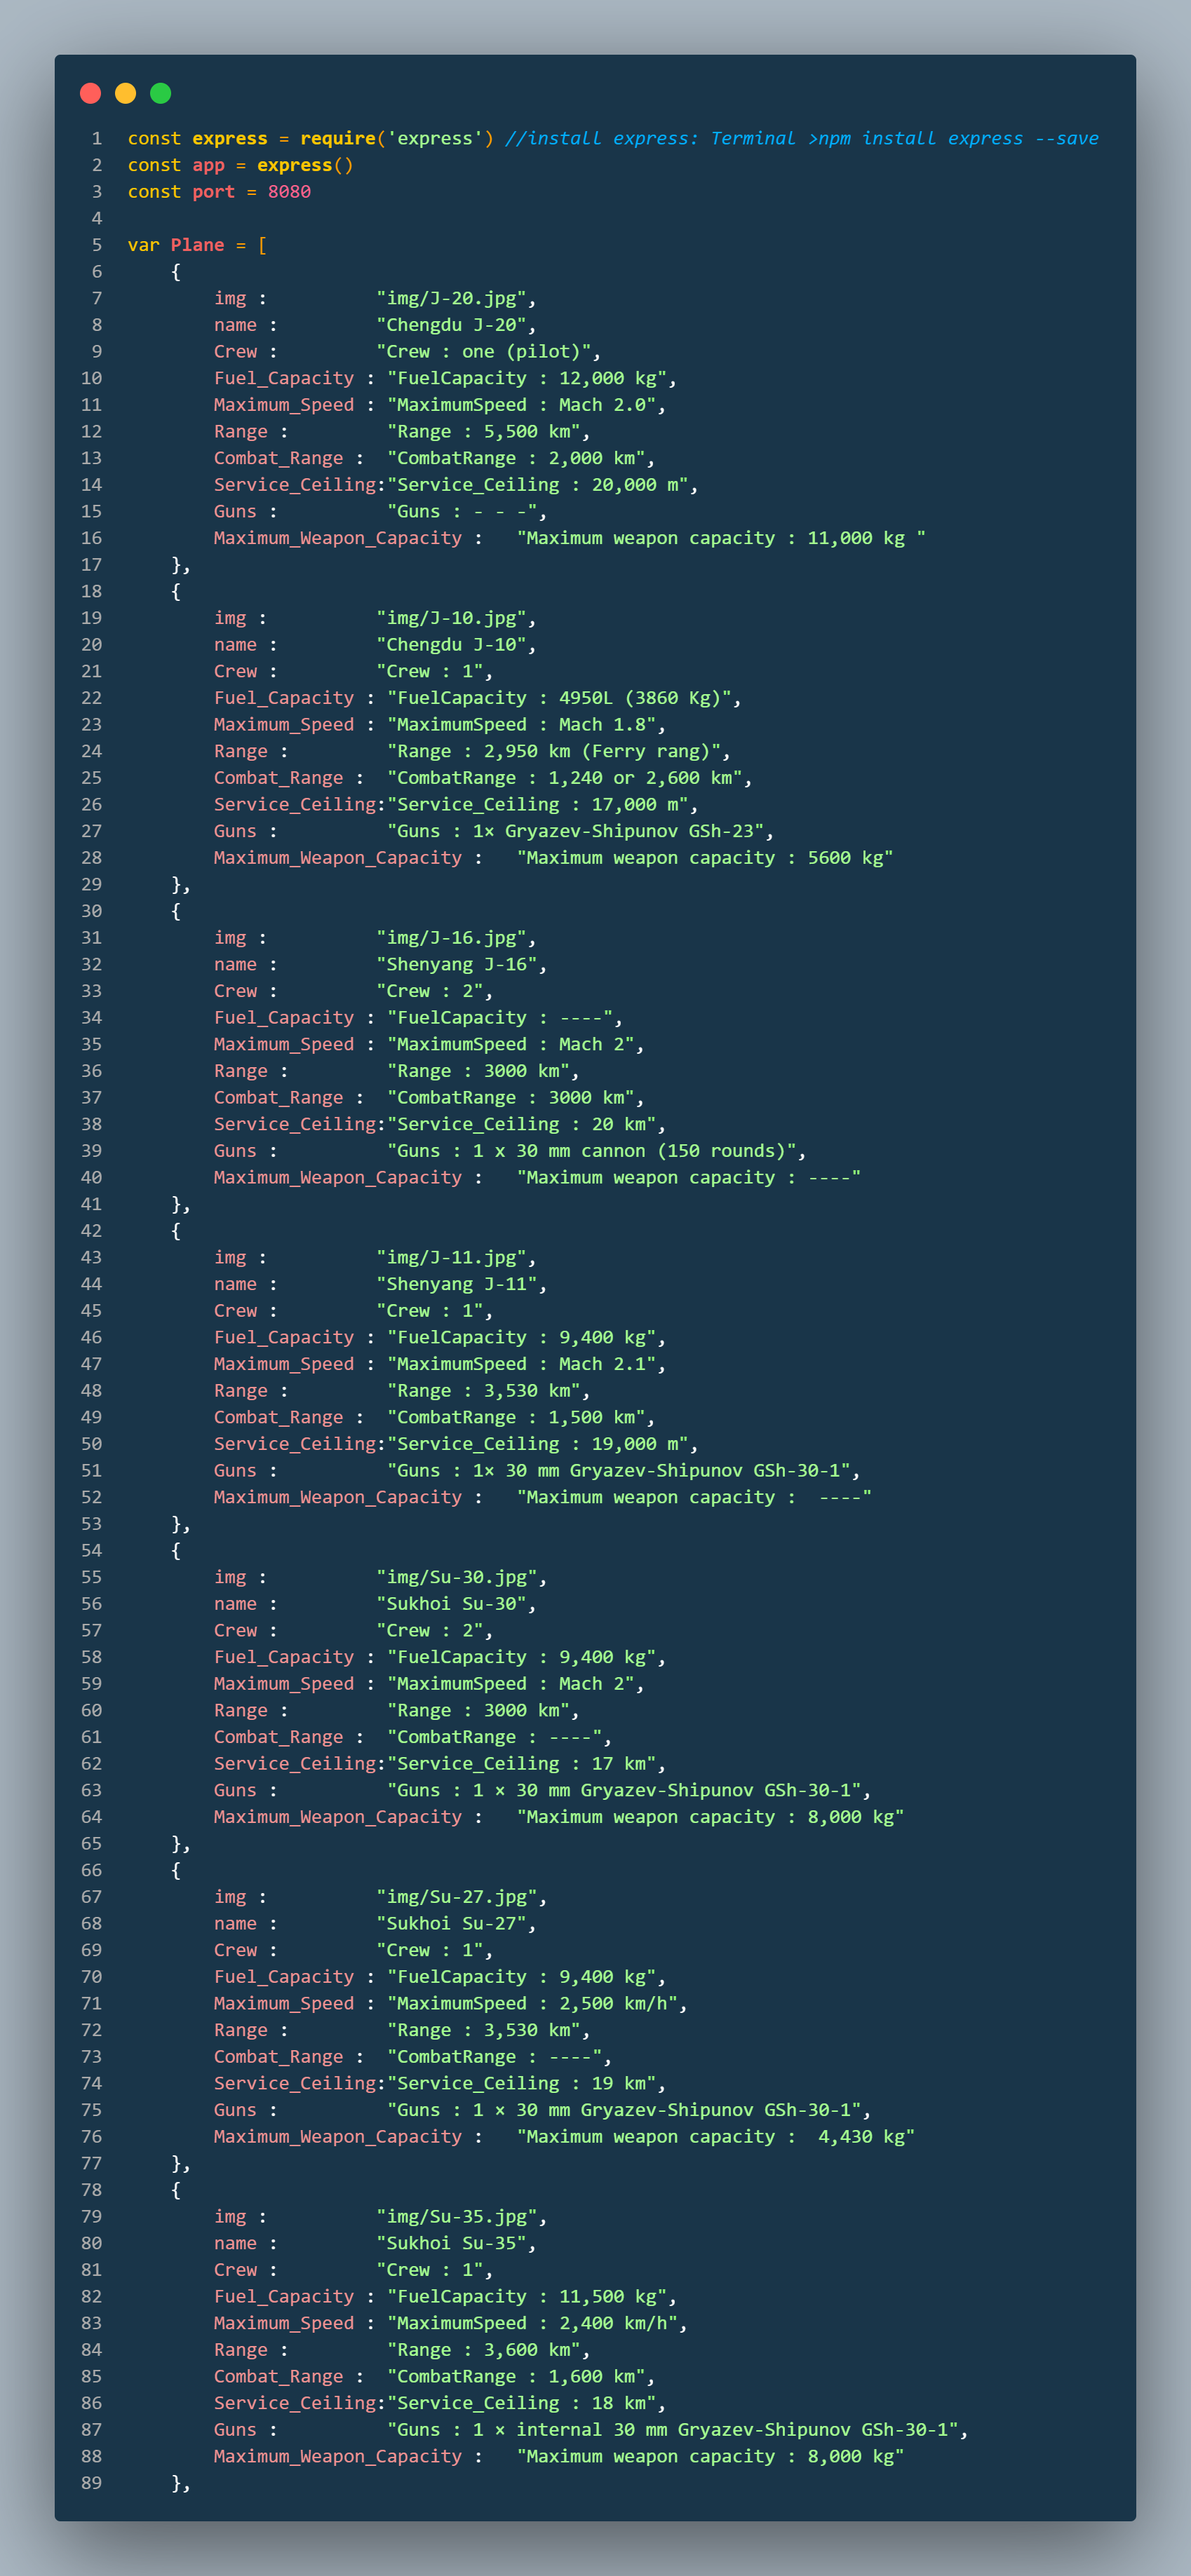 1 const express = require('express') //install express: Terminal >npm install express --save
2 const app = express()
3 const port = 8080
4
5 var Plane = [
6 {
7 img : "img/J-20.jpg",
8 name : "Chengdu J-20",
9 Crew : "Crew : one (pilot)",
10 Fuel_Capacity : "FuelCapacity : 12,000 kg",
11 Maximum_Speed : "MaximumSpeed : Mach 2.0",
12 Range : "Range : 5,500 km",
13 Combat_Range : "CombatRange : 2,000 km",
14 Service_Ceiling:"Service_Ceiling : 20,000 m",
15 Guns : "Guns : - - -",
16 Maximum_Weapon_Capacity : "Maximum weapon capacity : 11,000 kg "
17 },
18 {
19 img : "img/J-10.jpg",
20 name : "Chengdu J-10",
21 Crew : "Crew : 1",
22 Fuel_Capacity : "FuelCapacity : 4950L (3860 Kg)",
23 Maximum_Speed : "MaximumSpeed : Mach 1.8",
24 Range : "Range : 2,950 km (Ferry rang)",
25 Combat_Range : "CombatRange : 1,240 or 2,600 km",
26 Service_Ceiling:"Service_Ceiling : 17,000 m",
27 Guns : "Guns : 1× Gryazev-Shipunov GSh-23",
28 Maximum_Weapon_Capacity : "Maximum weapon capacity : 5600 kg"
29 },
30 {
31 img : "img/J-16.jpg",
32 name : "Shenyang J-16",
33 Crew : "Crew : 2",
34 Fuel_Capacity : "FuelCapacity : ----",
35 Maximum_Speed : "MaximumSpeed : Mach 2",
36 Range : "Range : 3000 km",
37 Combat_Range : "CombatRange : 3000 km",
38 Service_Ceiling:"Service_Ceiling : 20 km",
39 Guns : "Guns : 1 x 30 mm cannon (150 rounds)",
40 Maximum_Weapon_Capacity : "Maximum weapon capacity : ----"
41 },
42 {
43 img : "img/J-11.jpg",
44 name : "Shenyang J-11",
45 Crew : "Crew : 1",
46 Fuel_Capacity : "FuelCapacity : 9,400 kg",
47 Maximum_Speed : "MaximumSpeed : Mach 2.1",
48 Range : "Range : 3,530 km",
49 Combat_Range : "CombatRange : 1,500 km",
50 Service_Ceiling:"Service_Ceiling : 19,000 m",
51 Guns : "Guns : 1× 30 mm Gryazev-Shipunov GSh-30-1",
52 Maximum_Weapon_Capacity : "Maximum weapon capacity :  ----"
53 },
54 {
55 img : "img/Su-30.jpg",
56 name : "Sukhoi Su-30",
57 Crew : "Crew : 2",
58 Fuel_Capacity : "FuelCapacity : 9,400 kg",
59 Maximum_Speed : "MaximumSpeed : Mach 2",
60 Range : "Range : 3000 km",
61 Combat_Range : "CombatRange : ----",
62 Service_Ceiling:"Service_Ceiling : 17 km",
63 Guns : "Guns : 1 × 30 mm Gryazev-Shipunov GSh-30-1",
64 Maximum_Weapon_Capacity : "Maximum weapon capacity : 8,000 kg"
65 },
66 {
67 img : "img/Su-27.jpg",
68 name : "Sukhoi Su-27",
69 Crew : "Crew : 1",
70 Fuel_Capacity : "FuelCapacity : 9,400 kg",
71 Maximum_Speed : "MaximumSpeed : 2,500 km/h",
72 Range : "Range : 3,530 km",
73 Combat_Range : "CombatRange : ----",
74 Service_Ceiling:"Service_Ceiling : 19 km",
75 Guns : "Guns : 1 × 30 mm Gryazev-Shipunov GSh-30-1",
76 Maximum_Weapon_Capacity : "Maximum weapon capacity :  4,430 kg"
77 },
78 {
79 img : "img/Su-35.jpg",
80 name : "Sukhoi Su-35",
81 Crew : "Crew : 1",
82 Fuel_Capacity : "FuelCapacity : 11,500 kg",
83 Maximum_Speed : "MaximumSpeed : 2,400 km/h",
84 Range : "Range : 3,600 km",
85 Combat_Range : "CombatRange : 1,600 km",
86 Service_Ceiling:"Service_Ceiling : 18 km",
87 Guns : "Guns : 1 × internal 30 mm Gryazev-Shipunov GSh-30-1",
88 Maximum_Weapon_Capacity : "Maximum weapon capacity : 8,000 kg"
89 },